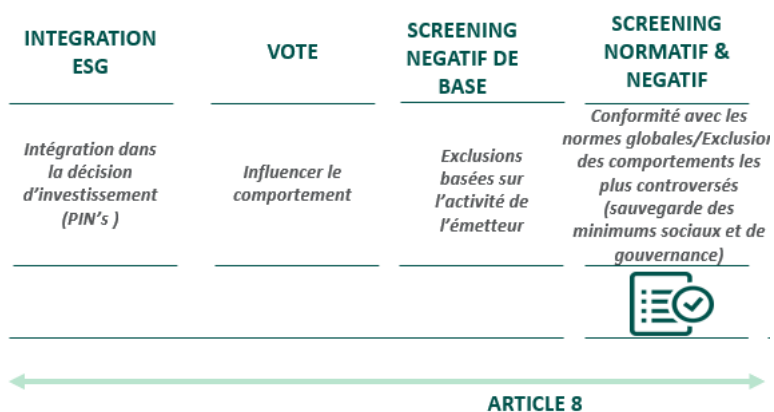 INTEGRATION
ESG
VOTE
SCREENING
NEGATIF DE
BASE
SCREENING
NORMATIF &
NEGATIF
Intégration dans
la décision
d'investissement
(PIN's )
Influencer le
comportement
Exclusions
basées sur
l'activité de
l'émetteur
Conformité avec les
normes globales/Exclusion
des comportements les
plus controversés
(sauvegarde des
minimums sociaux et de
gouvernance)
ARTICLE 8